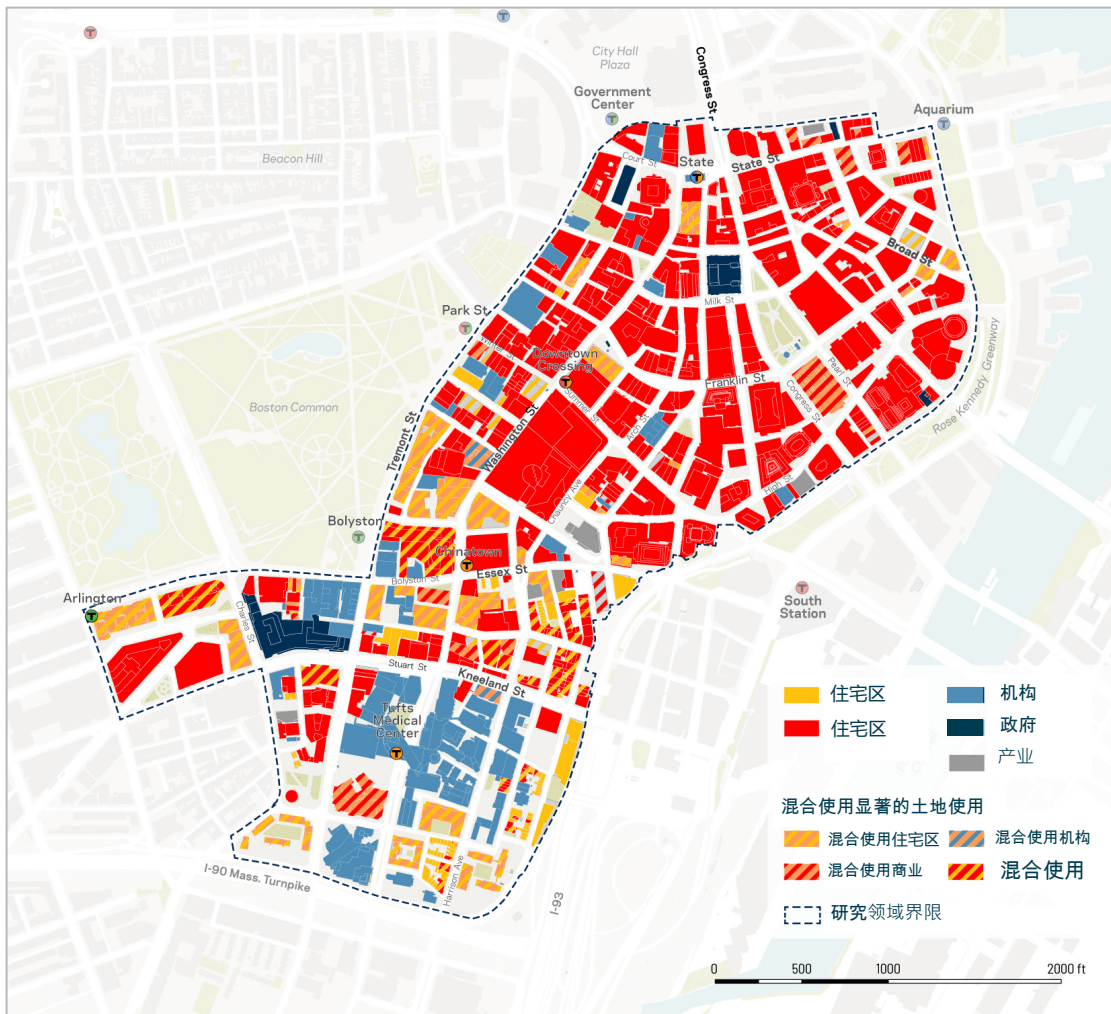 City Hall
Plaza
Congress St
Government
Center
Aquarium
Beacon Hill
Court St
State
State St
Broad St
Milk St
Park St
Winter St
Downtown
Crossing
Summer St
Franklin St
Pearl St
Congress St
Rose Kennedy Greenway
Boston Common
Tremont St
Washington St
Arch St
High St
Chauncy Ave
Bolyston
Chinatown
Essex St
Bolyston St
Arlington
Charles St
South
Station
Stuart St
Kneeland St
Tufts
Medical
Center
Harrison Ave
I-90 Mass. Turnpike
I-93
住宅区
机构
住宅区
政府
产业
混合使用显著的土地使用
混合使用住宅区
混合使用机构
混合使用商业
混合使用
研究领域界限
0 500 1000 2000 ft